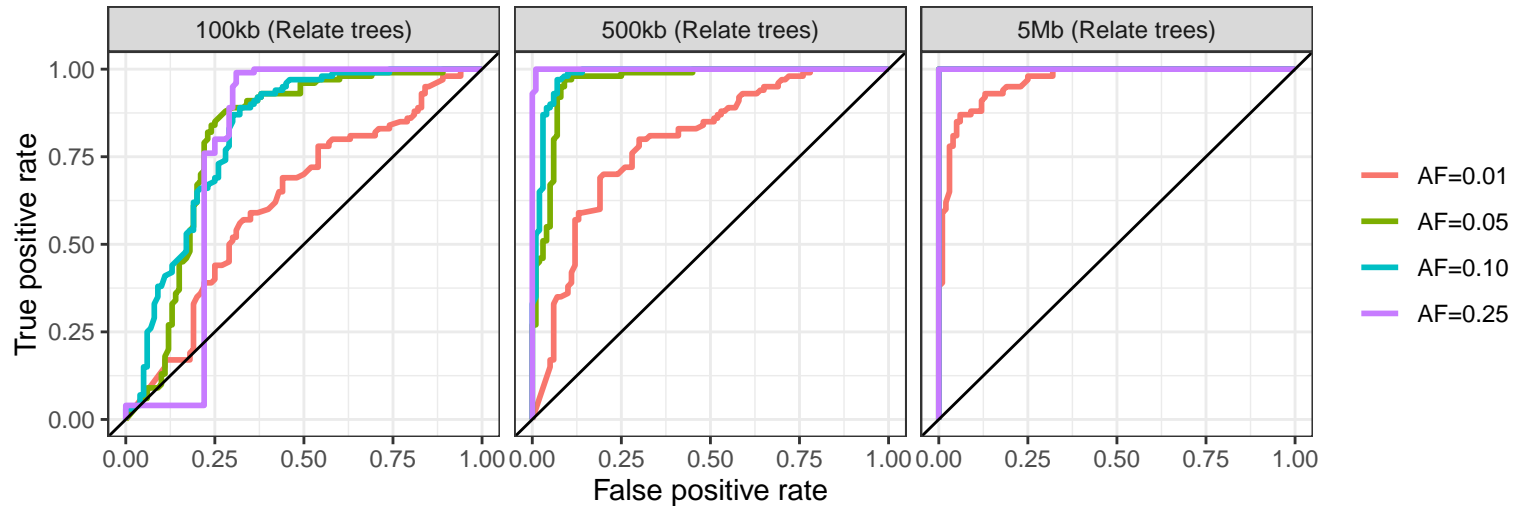 100kb (Relate trees)
500kb (Relate trees)
5Mb (Relate trees)
True positive rate
1.00
0.75
0.50
0.25
0.00
0.00 0.25 0.50 0.75 1.00
0.00 0.25 0.50 0.75 1.00
0.00 0.25 0.50 0.75 1.00
False positive rate
AF=0.01
AF=0.05
AF=0.10
AF=0.25